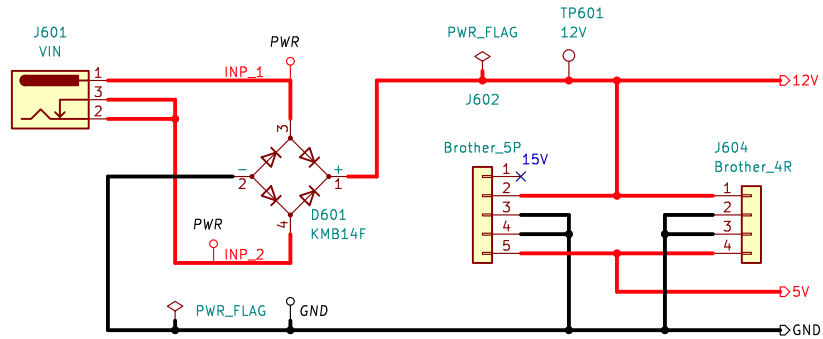 J601
VIN
1
3
2
INP_1
PWR
3
-
2
+
1
4
D601
KMB14F
PWR
INP_2
PWR_FLAG
GND
PWR_FLAG
TP601
12V
J602
Brother_5P
15V
1
2
3
4
5
J604
Brother_4R
1
2
3
4
12V
5V
GND